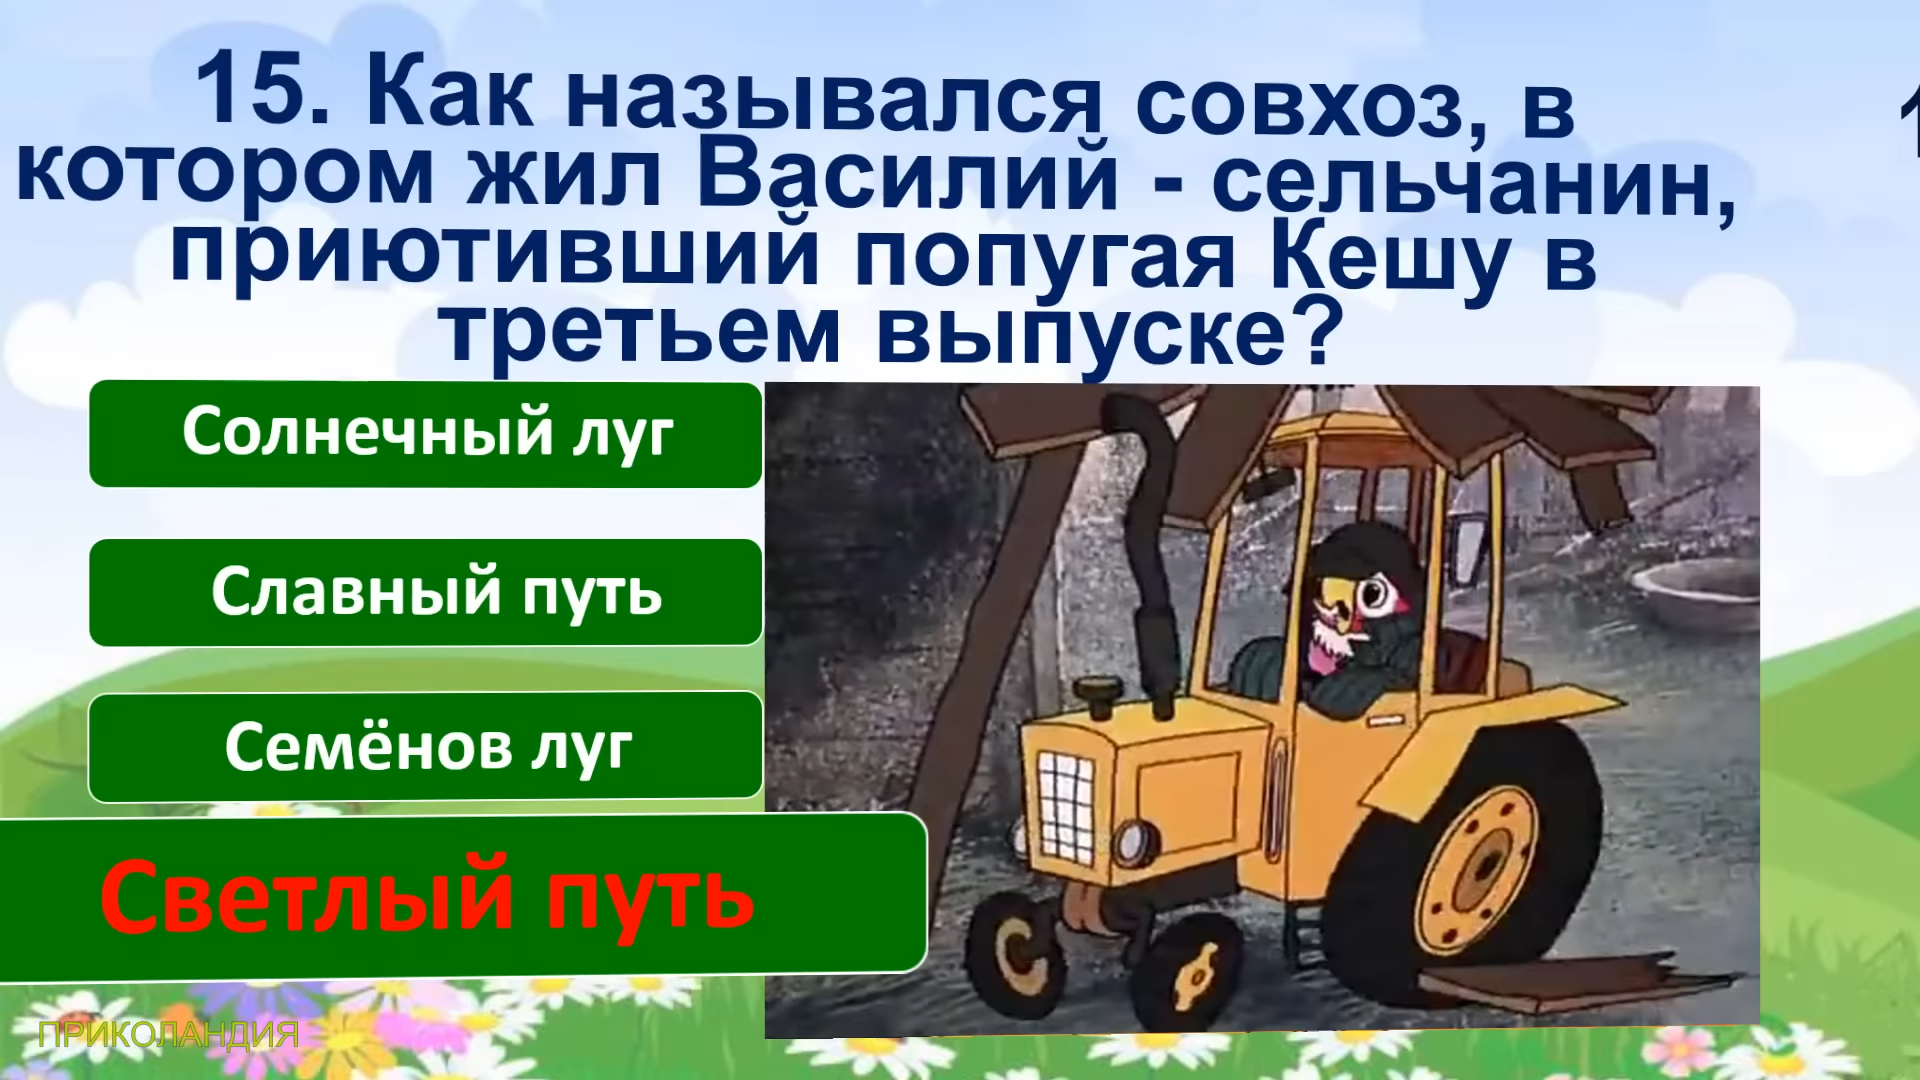 15. Как назывался совхоз, в
котором жил Василий - сельчанин,
приютивший попугая Кешу в
третьем выпуске?
Солнечный луг
Славный путь
Семёнов луг
Светлый путь
ПРИКОЛАНДИЯ